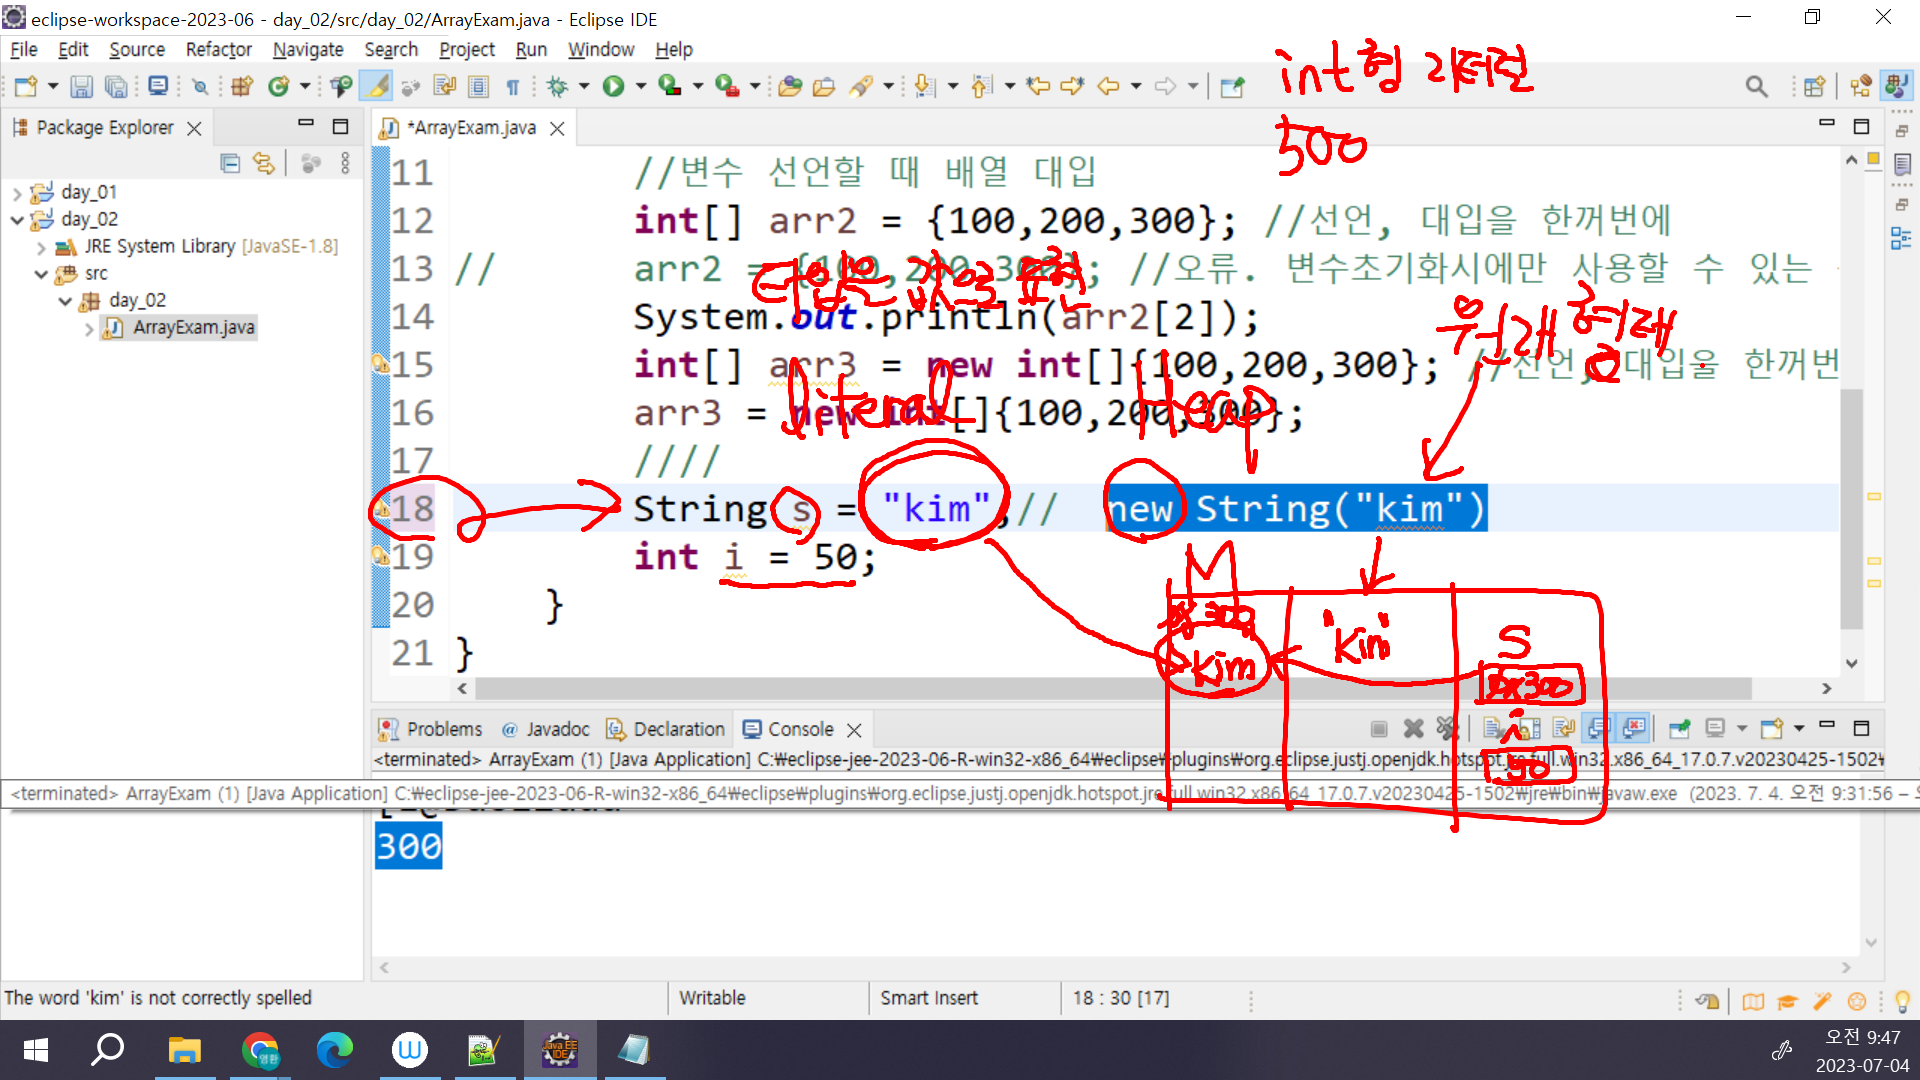 eclipse-workspace-2023-06 - day_02/src/day_02/ArrayExam.java - Eclipse IDE
File Edit Source Refactor Navigate Search Project Run Window Help
int형
500
Package Explorer
*ArrayExam.java
day_01
day_02
JRE System Library [JavaSE-1.8]
src
day_02
ArrayExam.java
11 //변수 선언할 때 배열 대입
12 int[] arr2 = {100,200,300}; //선언, 대입을 한꺼번에
13 // arr2 = {100,200,300}; //오류. 변수초기화시에만 사용할 수 있는
14 System.out.println(arr2[2]);
원래 형태
15 int[] arr3 = new int[]{100,200,300}; //선언, 대입을 한꺼번
literal Heap
16 arr3 = new int[]{100,200,300};
17 ////
18 String s = "kim";// new String("kim")
19 int i = 50;
20 }
21 }
M
"kim" S
kim
0x300
i
50
Problems Javadoc Declaration Console
<terminated> ArrayExam (1) [Java Application] C:₩eclipse-jee-2023-06-R-win32-x86_64₩eclipse₩plugins₩org.eclipse.justj.openjdk.hotspot.jre.full.win32.x86_64_17.0.7.v20230425-1502₩
<terminated> ArrayExam (1) [Java Application] C:₩eclipse-jee-2023-06-R-win32-x86_64₩eclipse₩plugins₩org.eclipse.justj.openjdk.hotspot.jre.full.win32.x86_64_17.0.7.v20230425-1502₩jre₩bin₩javaw.exe (2023. 7. 4. 오전 9:31:56 –
300
The word 'kim' is not correctly spelled
Writable
Smart Insert
18 : 30 [17]
오전 9:47
2023-07-04